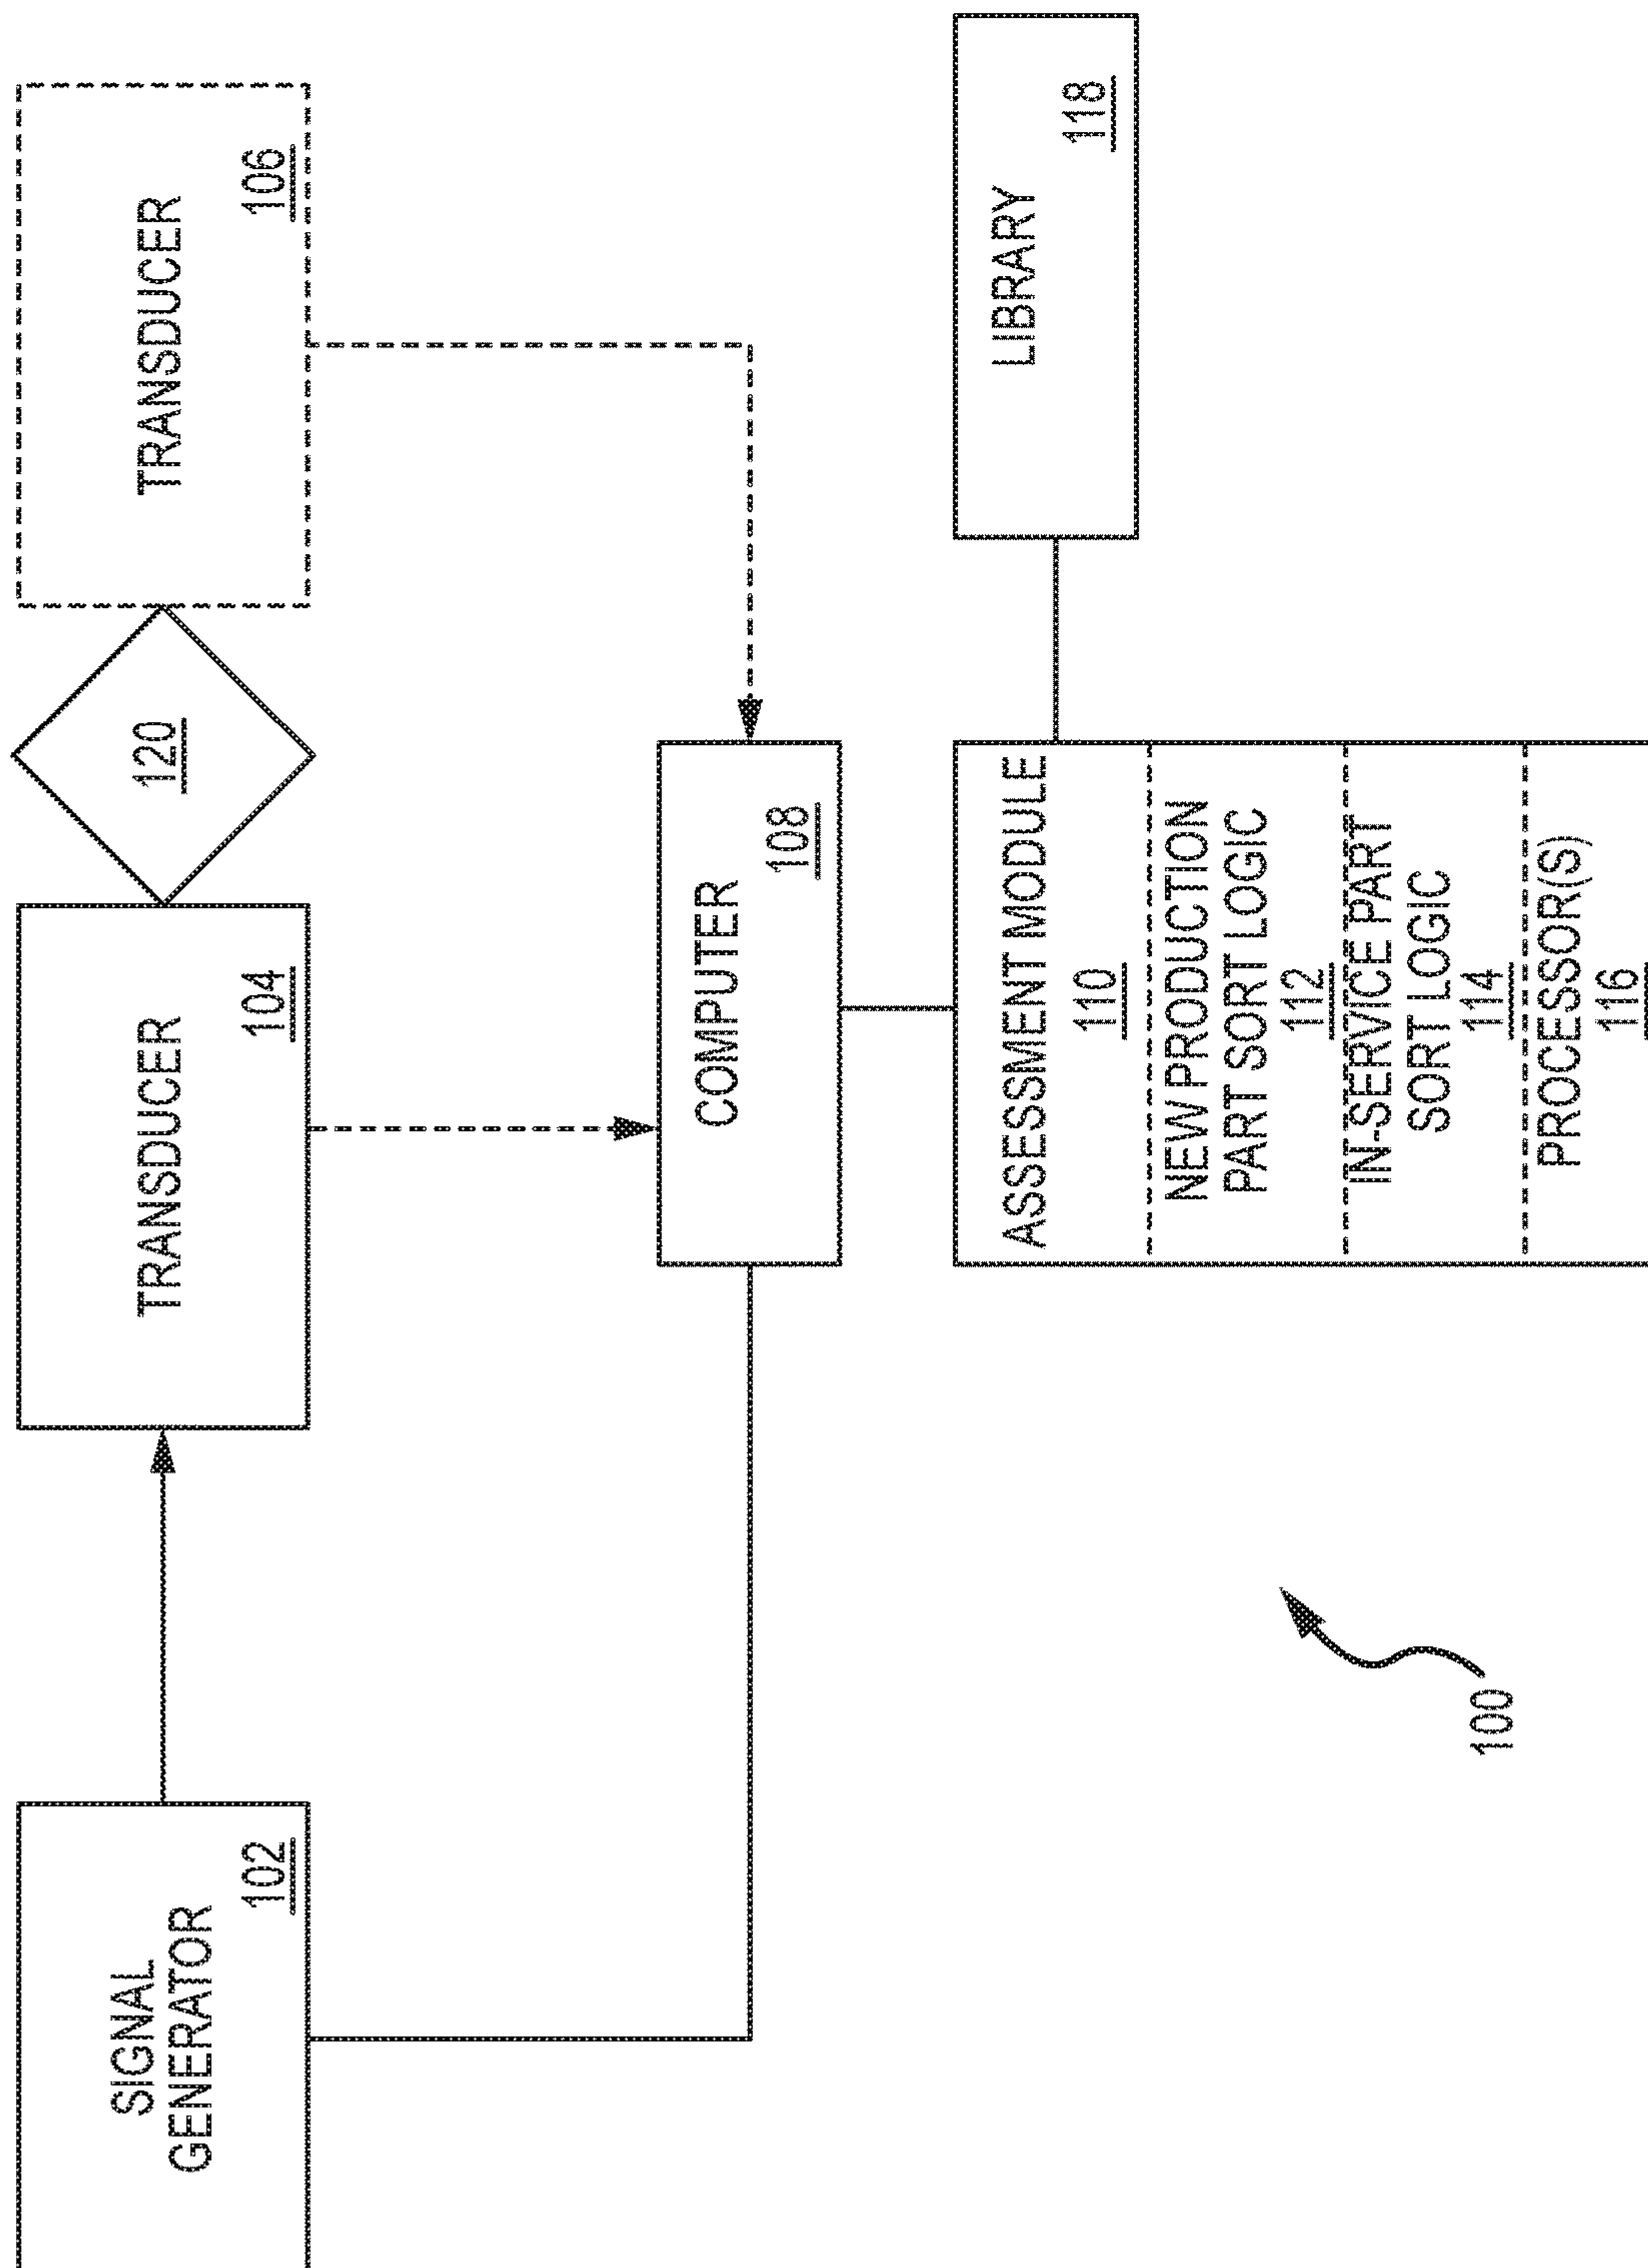 SIGNAL
GENERATOR
102
TRANSDUCER
104
120
TRANSDUCER
106
COMPUTER
108
ASSESSMENT MODULE
110
NEW PRODUCTION
PART SORT LOGIC
112
IN-SERVICE PART
SORT LOGIC
114
PROCESSOR(S)
116
LIBRARY
118
100